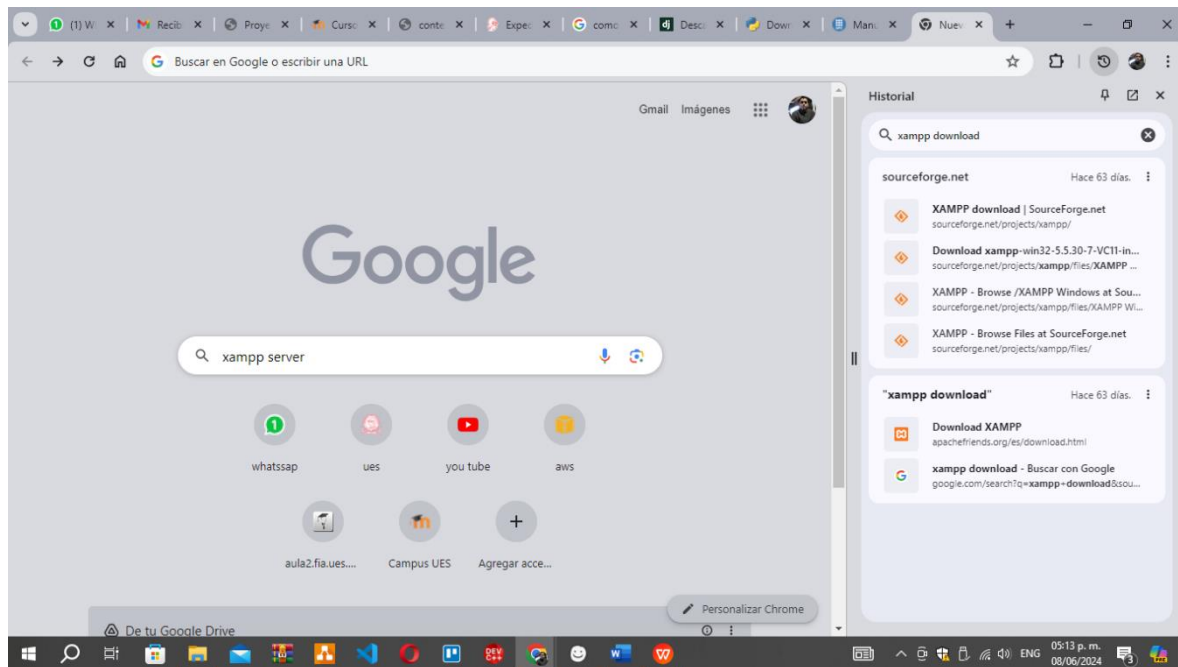 (1) W
Recib
Proye
Curso
conte
Expec
como
Desc
Down
Manu
Nuev
Buscar en Google o escribir una URL
Gmail Imágenes
Google
xampp server
whatssap
ues
you tube
aws
aula2.fia.ues....
Campus UES
Agregar acce...
Personalizar Chrome
De tu Google Drive
Historial
xampp download
sourceforge.net Hace 63 días.
XAMPP download | SourceForge.net
sourceforge.net/projects/xampp/
Download xampp-win32-5.5.30-7-VC11-in...
sourceforge.net/projects/xampp/files/XAMPP ...
XAMPP - Browse /XAMPP Windows at Sou...
sourceforge.net/projects/xampp/files/XAMPP Wi...
XAMPP - Browse Files at SourceForge.net
sourceforge.net/projects/xampp/files/
"xampp download" Hace 63 días.
Download XAMPP
apachefriends.org/es/download.html
xampp download - Buscar con Google
google.com/search?q=xampp+download&sou...
ENG
05:13 p. m.
08/06/2024